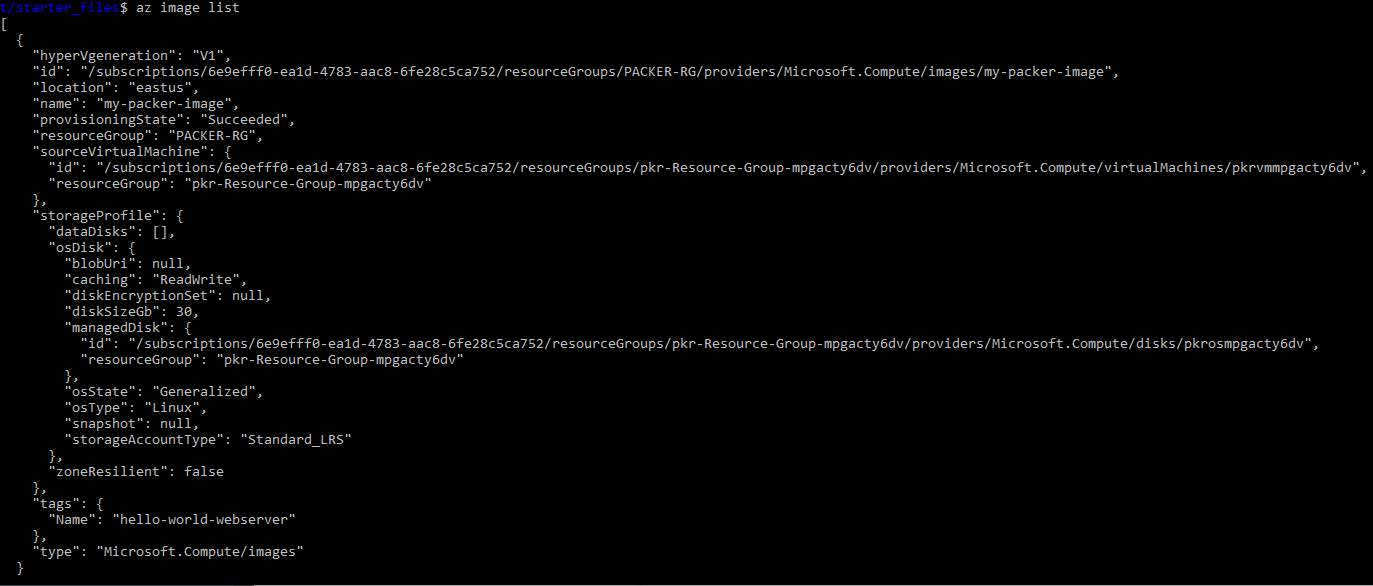 t/starter_files$ az image list
[
  {
    "hyperVgeneration": "V1",
    "id": "/subscriptions/6e9efff0-ea1d-4783-aac8-6fe28c5ca752/resourceGroups/PACKER-RG/providers/Microsoft.Compute/images/my-packer-image",
    "location": "eastus",
    "name": "my-packer-image",
    "provisioningState": "Succeeded",
    "resourceGroup": "PACKER-RG",
    "sourceVirtualMachine": {
      "id": "/subscriptions/6e9efff0-ea1d-4783-aac8-6fe28c5ca752/resourceGroups/pkr-Resource-Group-mpgacty6dv/providers/Microsoft.Compute/virtualMachines/pkrvmmpgacty6dv",
      "resourceGroup": "pkr-Resource-Group-mpgacty6dv"
    },
    "storageProfile": {
      "dataDisks": [],
      "osDisk": {
        "blobUri": null,
        "caching": "ReadWrite",
        "diskEncryptionSet": null,
        "diskSizeGb": 30,
        "managedDisk": {
          "id": "/subscriptions/6e9efff0-ea1d-4783-aac8-6fe28c5ca752/resourceGroups/pkr-Resource-Group-mpgacty6dv/providers/Microsoft.Compute/disks/pkrosmpgacty6dv",
          "resourceGroup": "pkr-Resource-Group-mpgacty6dv"
        },
        "osState": "Generalized",
        "osType": "Linux",
        "snapshot": null,
        "storageAccountType": "Standard_LRS"
      },
      "zoneResilient": false
    },
    "tags": {
      "Name": "hello-world-webserver"
    },
    "type": "Microsoft.Compute/images"
  }